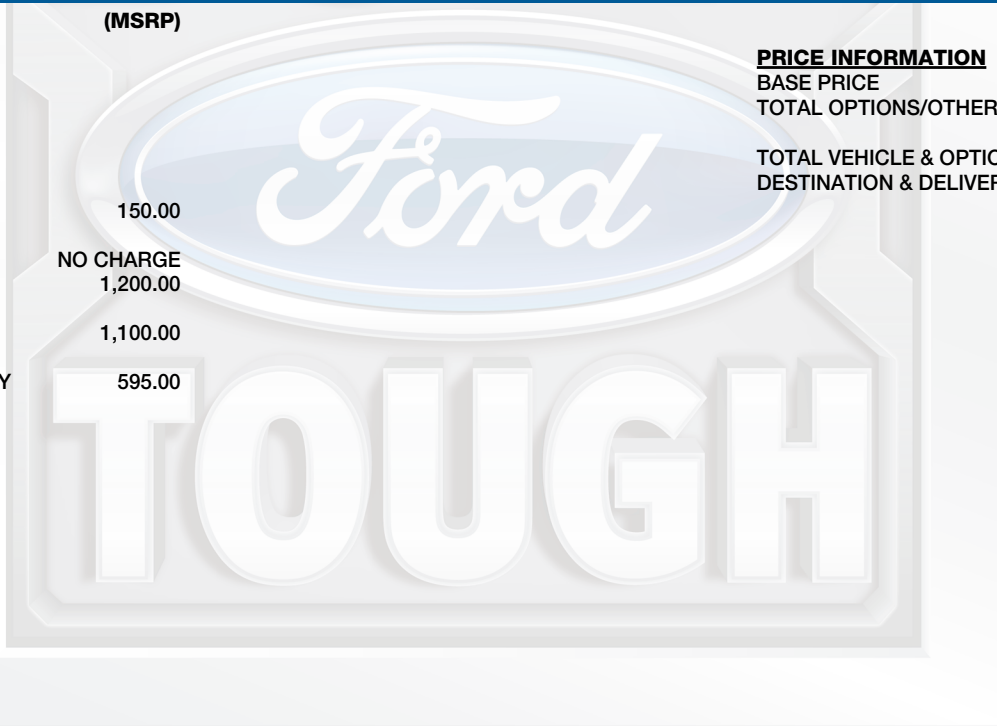 (MSRP)
150.00
NO CHARGE
1,200.00
1,100.00
Y 595.00
PRICE INFORMATION
BASE PRICE
TOTAL OPTIONS/OTHER
TOTAL VEHICLE & OPTIO
DESTINATION & DELIVER
Ford
TOUGH